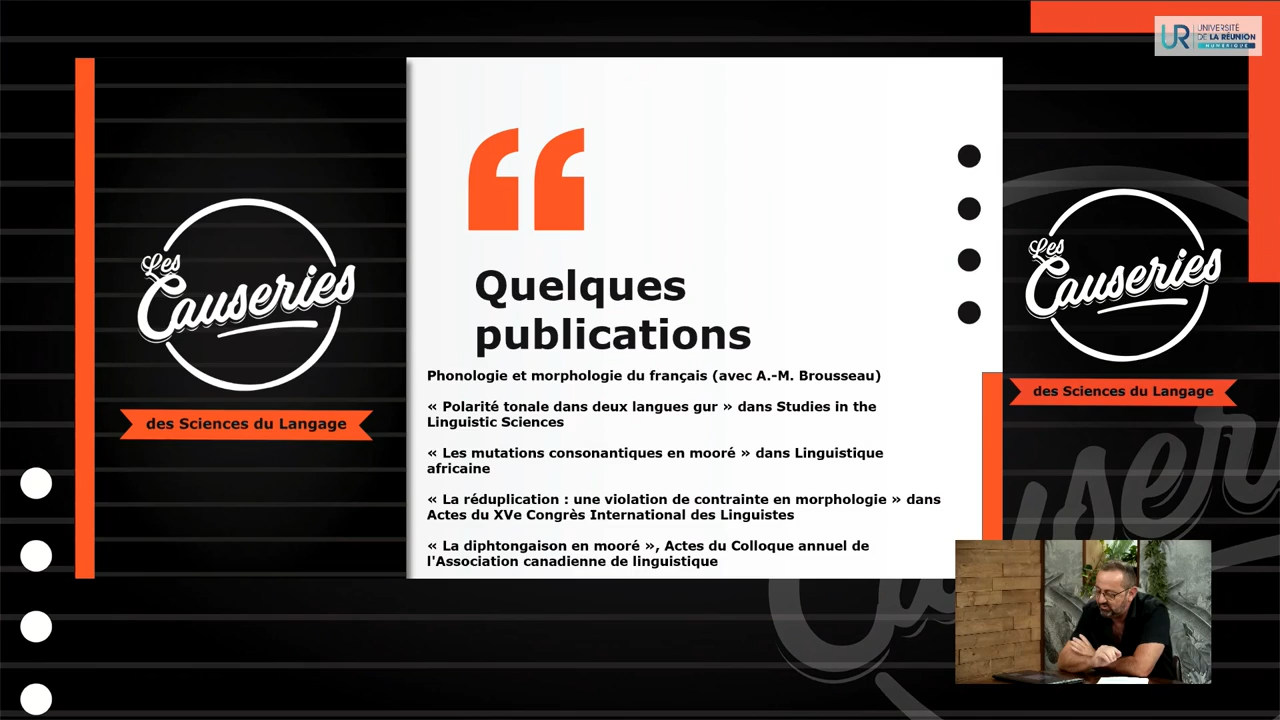 UR UNIVERSITÉ
DE LA RÉUNION
NUMÉRIQUE
Les
Causeries
des Sciences du Langage
Quelques
publications
Phonologie et morphologie du français (avec A.-M. Brousseau)
« Polarité tonale dans deux langues gur » dans Studies in the
Linguistic Sciences
« Les mutations consonantiques en mooré » dans Linguistique
africaine
« La réduplication : une violation de contrainte en morphologie » dans
Actes du XVe Congrès International des Linguistes
« La diphtongaison en mooré », Actes du Colloque annuel de
l'Association canadienne de linguistique
Les
Causeries
des Sciences du Langage